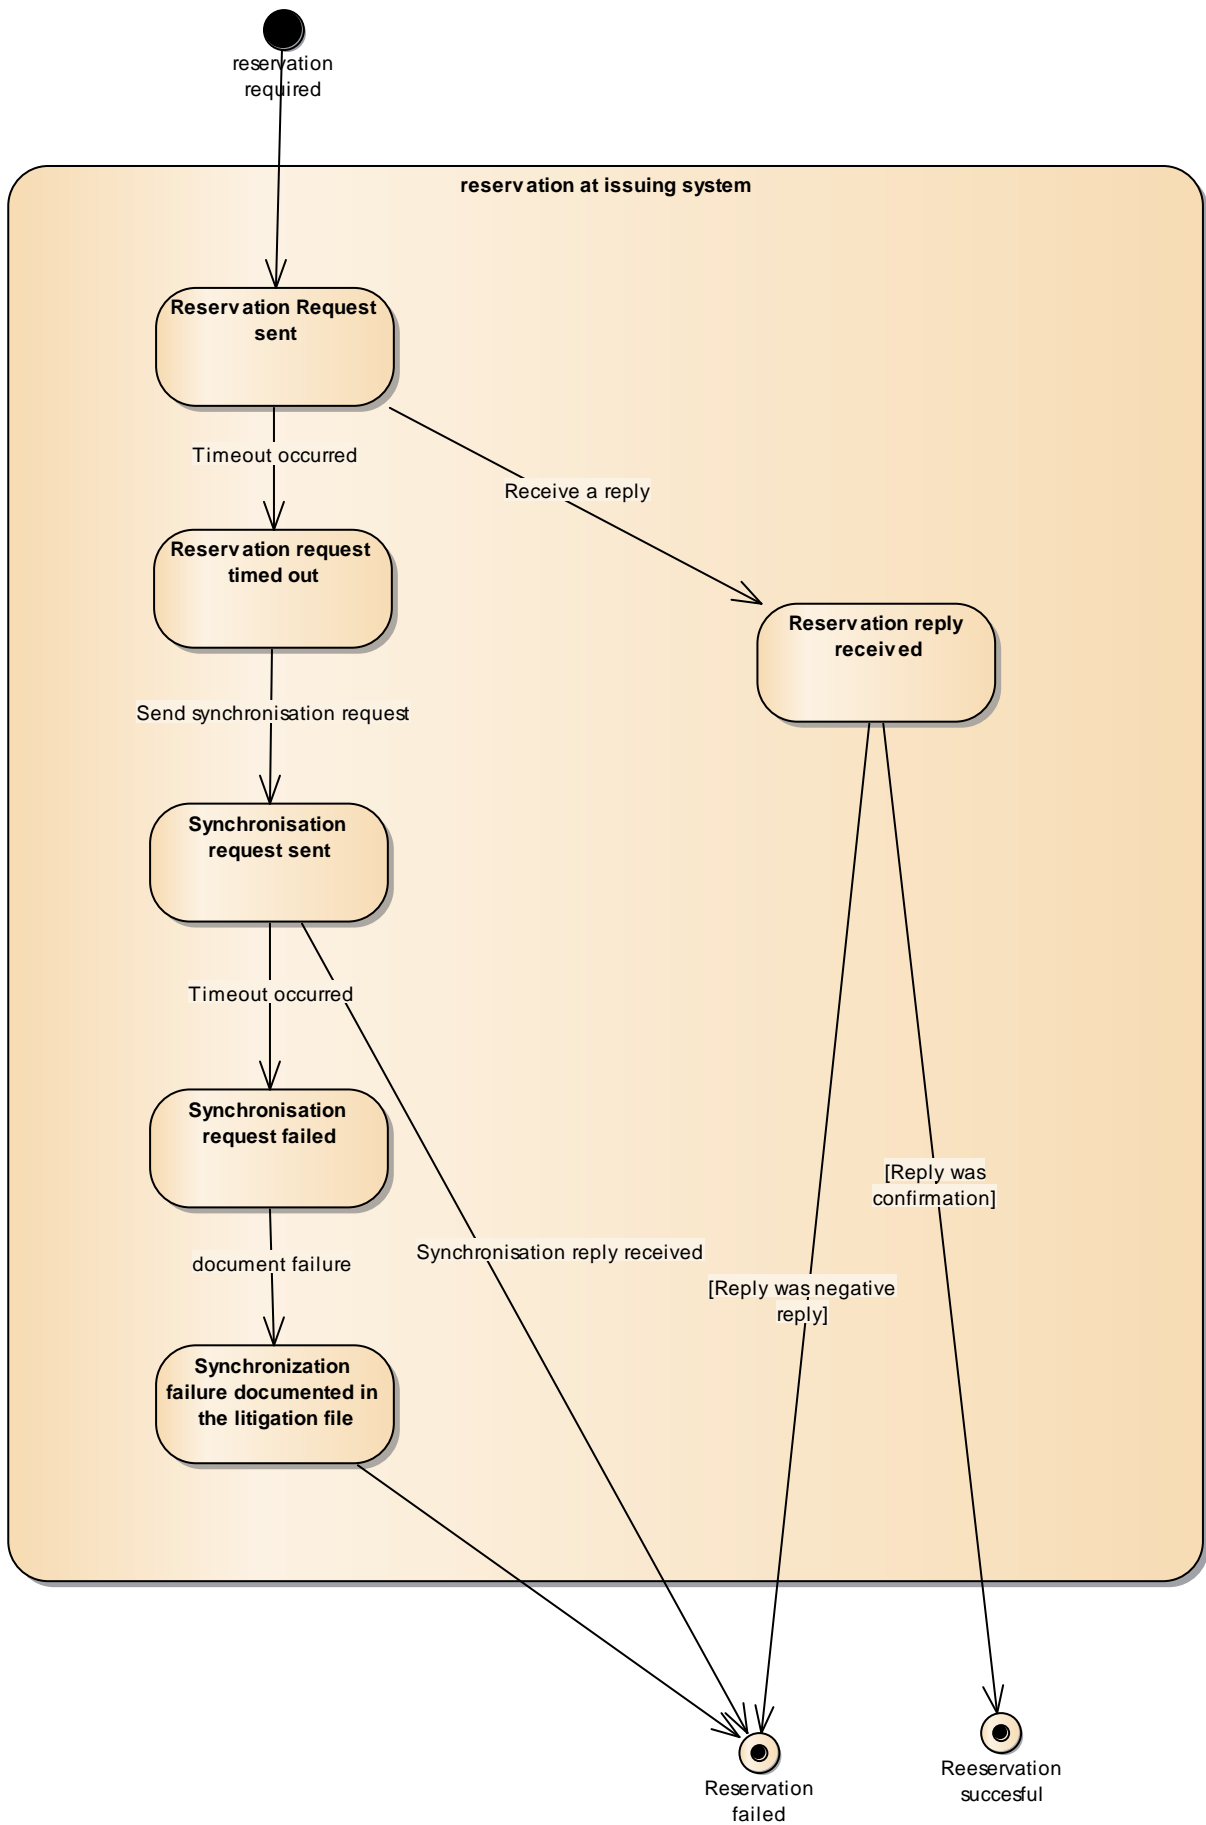 reservation
required
reservation at issuing system
Reservation Request
sent
Timeout occurred
Receive a reply
Reservation request
timed out
Reservation reply
received
Send synchronisation request
Synchronisation
request sent
Timeout occurred
Synchronisation
request failed
[Reply was
confirmation]
document failure
Synchronisation reply received
[Reply was negative
reply]
Synchronization
failure documented in
the litigation file
Reservation
failed
Reeservation
succesful